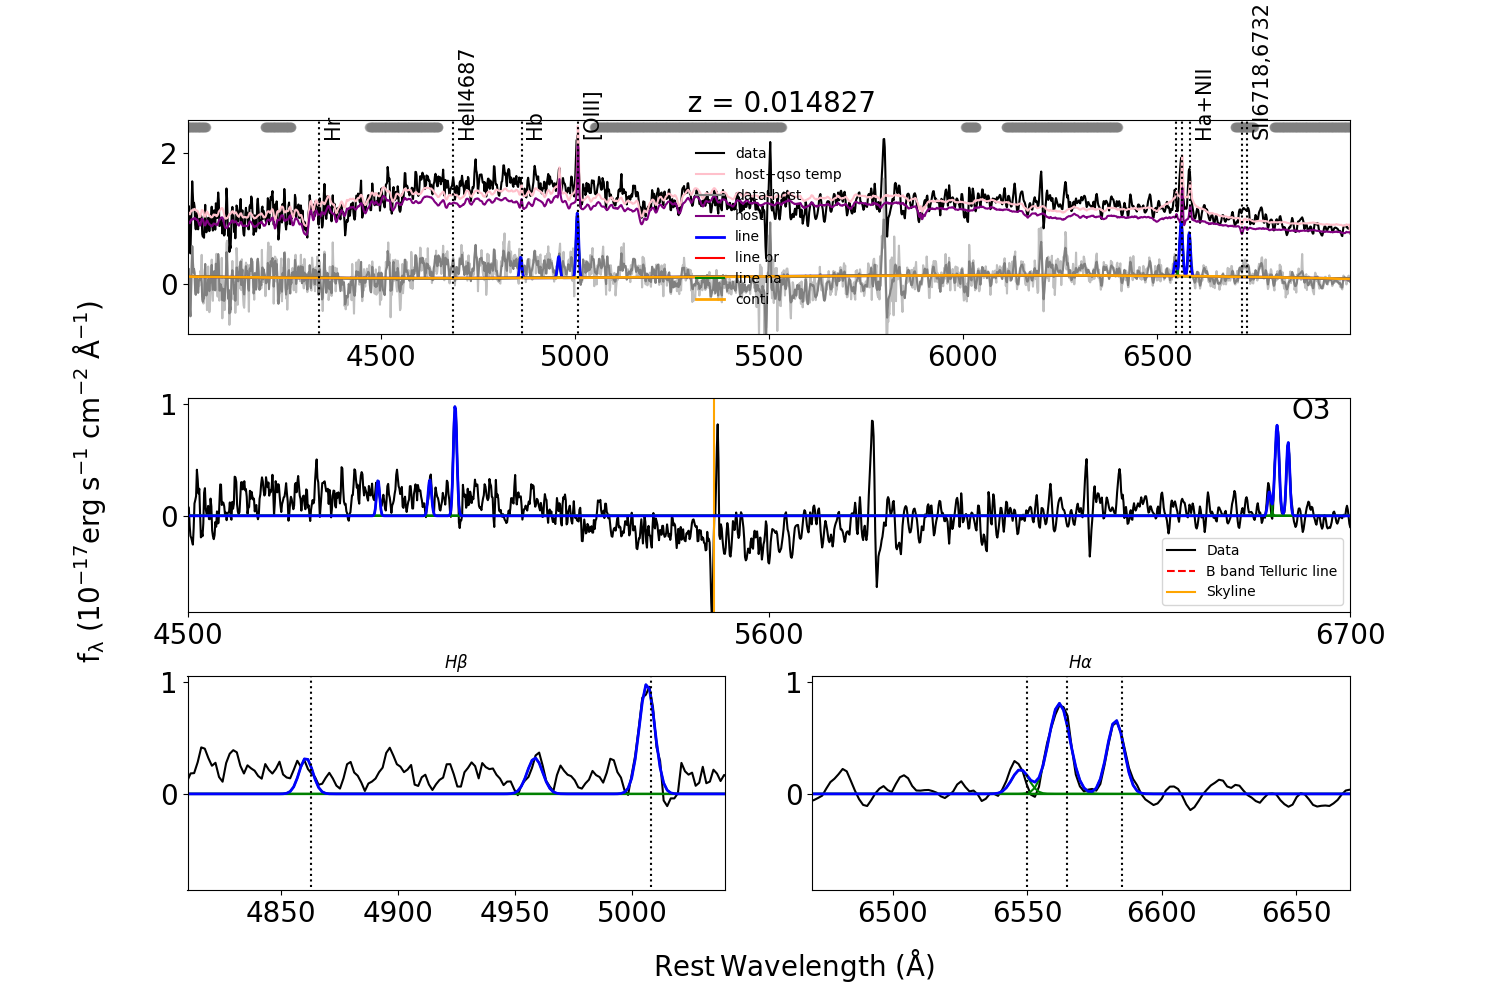 Hr
HeII4687
Hb
[OIII]
Ha+NII
SII6718,6732
z = 0.014827
data
host+qso temp
data-host
host
line
line br
line na
conti
2
0
4500
5000
5500
6000
6500
O3
1
0
Data
B band Telluric line
Skyline
4500
5600
6700
fλ (10⁻¹⁷erg s⁻¹ cm⁻² Å⁻¹)
Hβ
1
0
4850
4900
4950
5000
Hα
1
0
6500
6550
6600
6650
Rest Wavelength (Å)